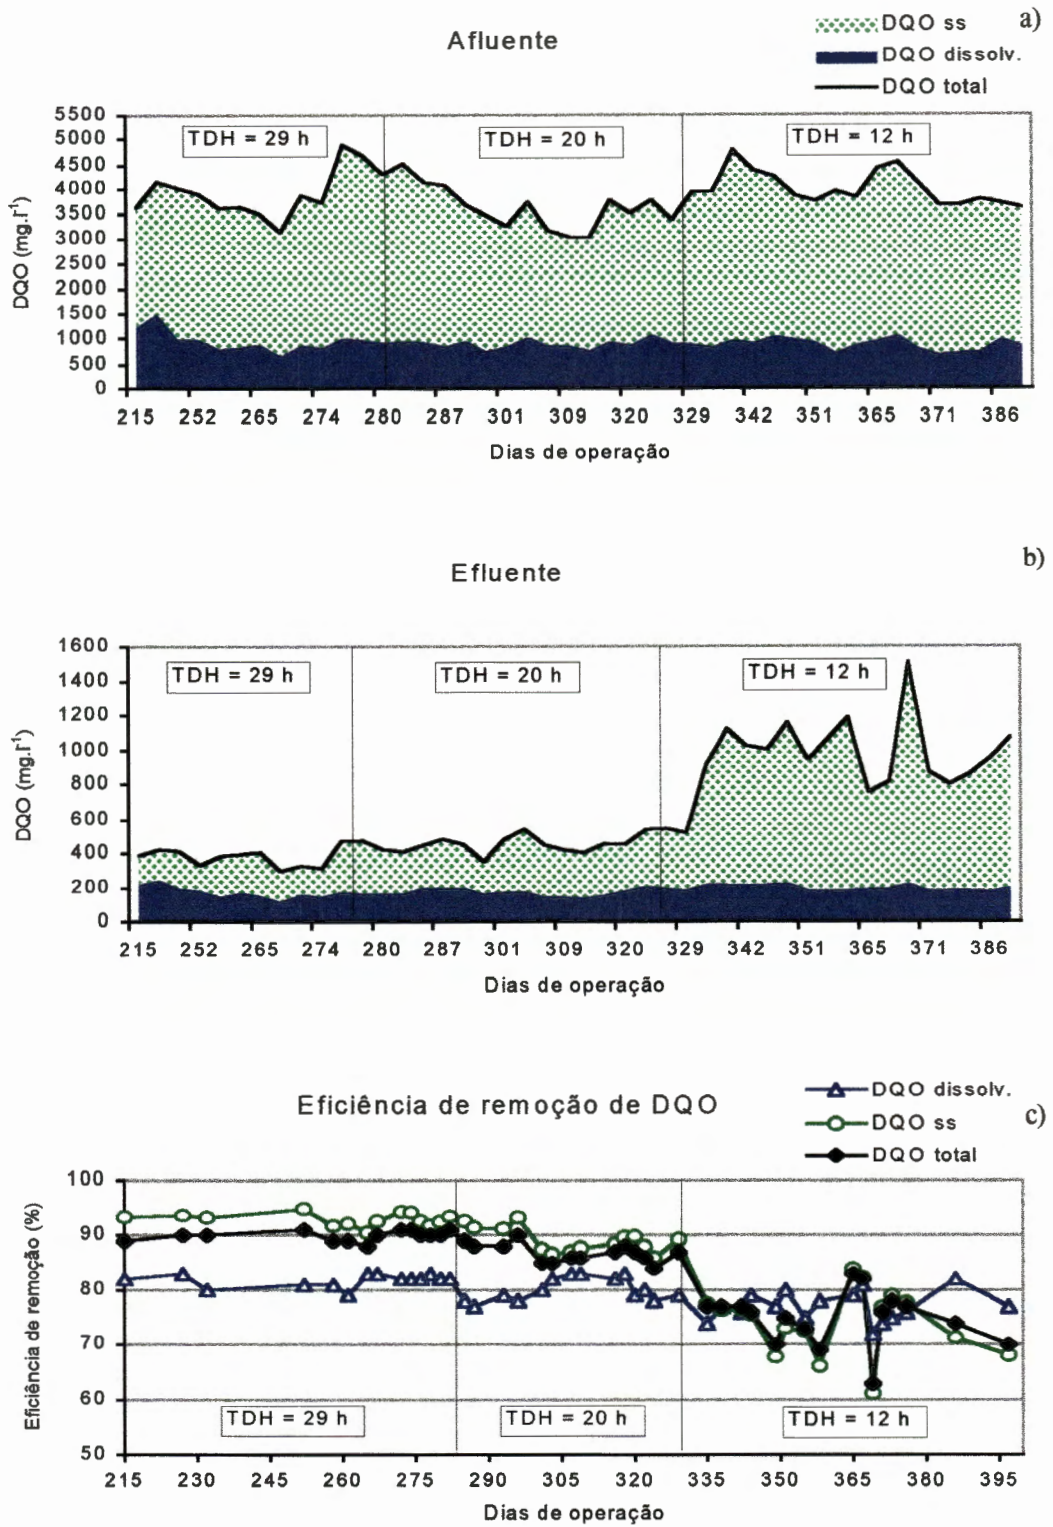 Afluente
a)
DQO ss
DQO dissolv.
DQO total
TDH = 29 h
TDH = 20 h
TDH = 12 h
5500
5000
4500
4000
3500
3000
2500
2000
1500
1000
500
0
DQO (mg.l⁻¹)
215 252 265 274 280 287 301 309 320 329 342 351 365 371 386
Dias de operação
Efluente
b)
TDH = 29 h
TDH = 20 h
TDH = 12 h
1600
1400
1200
1000
800
600
400
200
0
DQO (mg.l⁻¹)
215 252 265 274 280 287 301 309 320 329 342 351 365 371 386
Dias de operação
Eficiência de remoção de DQO
c)
DQO dissolv.
DQO ss
DQO total
100
90
80
70
60
50
Eficiência de remoção (%)
TDH = 29 h
TDH = 20 h
TDH = 12 h
215 230 245 260 275 290 305 320 335 350 365 380 395
Dias de operação